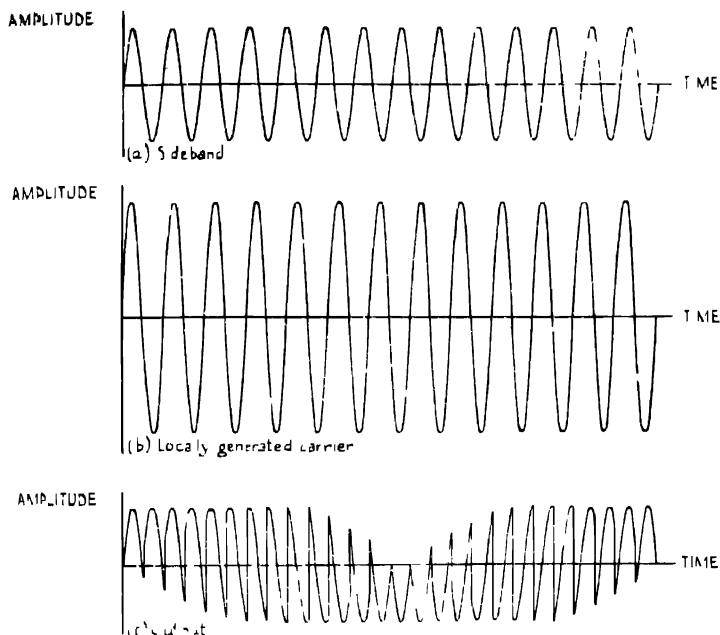 AMPLITUDE
TIME
(a) Sideband
AMPLITUDE
TIME
(b) Locally generated carrier
AMPLITUDE
TIME
(c)